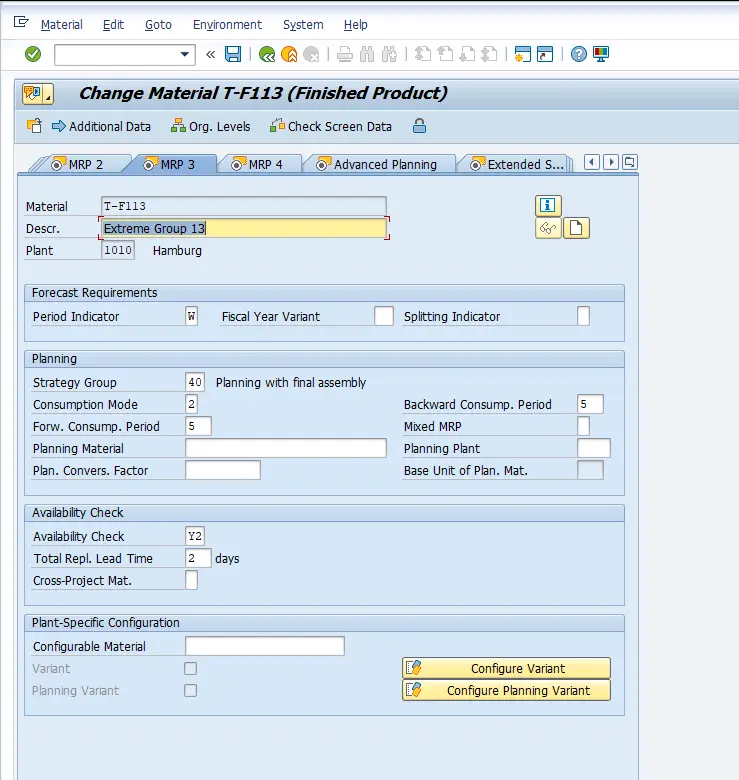 Material Edit Goto Environment System Help
Change Material T-F113 (Finished Product)
Additional Data Org. Levels Check Screen Data
MRP 2 MRP 3 MRP 4 Advanced Planning Extended S...
Material T-F113
Descr. Extreme Group 13
Plant 1010 Hamburg
Forecast Requirements
Period Indicator W Fiscal Year Variant Splitting Indicator
Planning
Strategy Group 40 Planning with final assembly
Consumption Mode 2 Backward Consump. Period 5
Forw. Consump. Period 5 Mixed MRP
Planning Material Planning Plant
Plan. Convers. Factor Base Unit of Plan. Mat.
Availability Check
Availability Check Y2
Total Repl. Lead Time 2 days
Cross-Project Mat.
Plant-Specific Configuration
Configurable Material
Variant Configure Variant
Planning Variant Configure Planning Variant